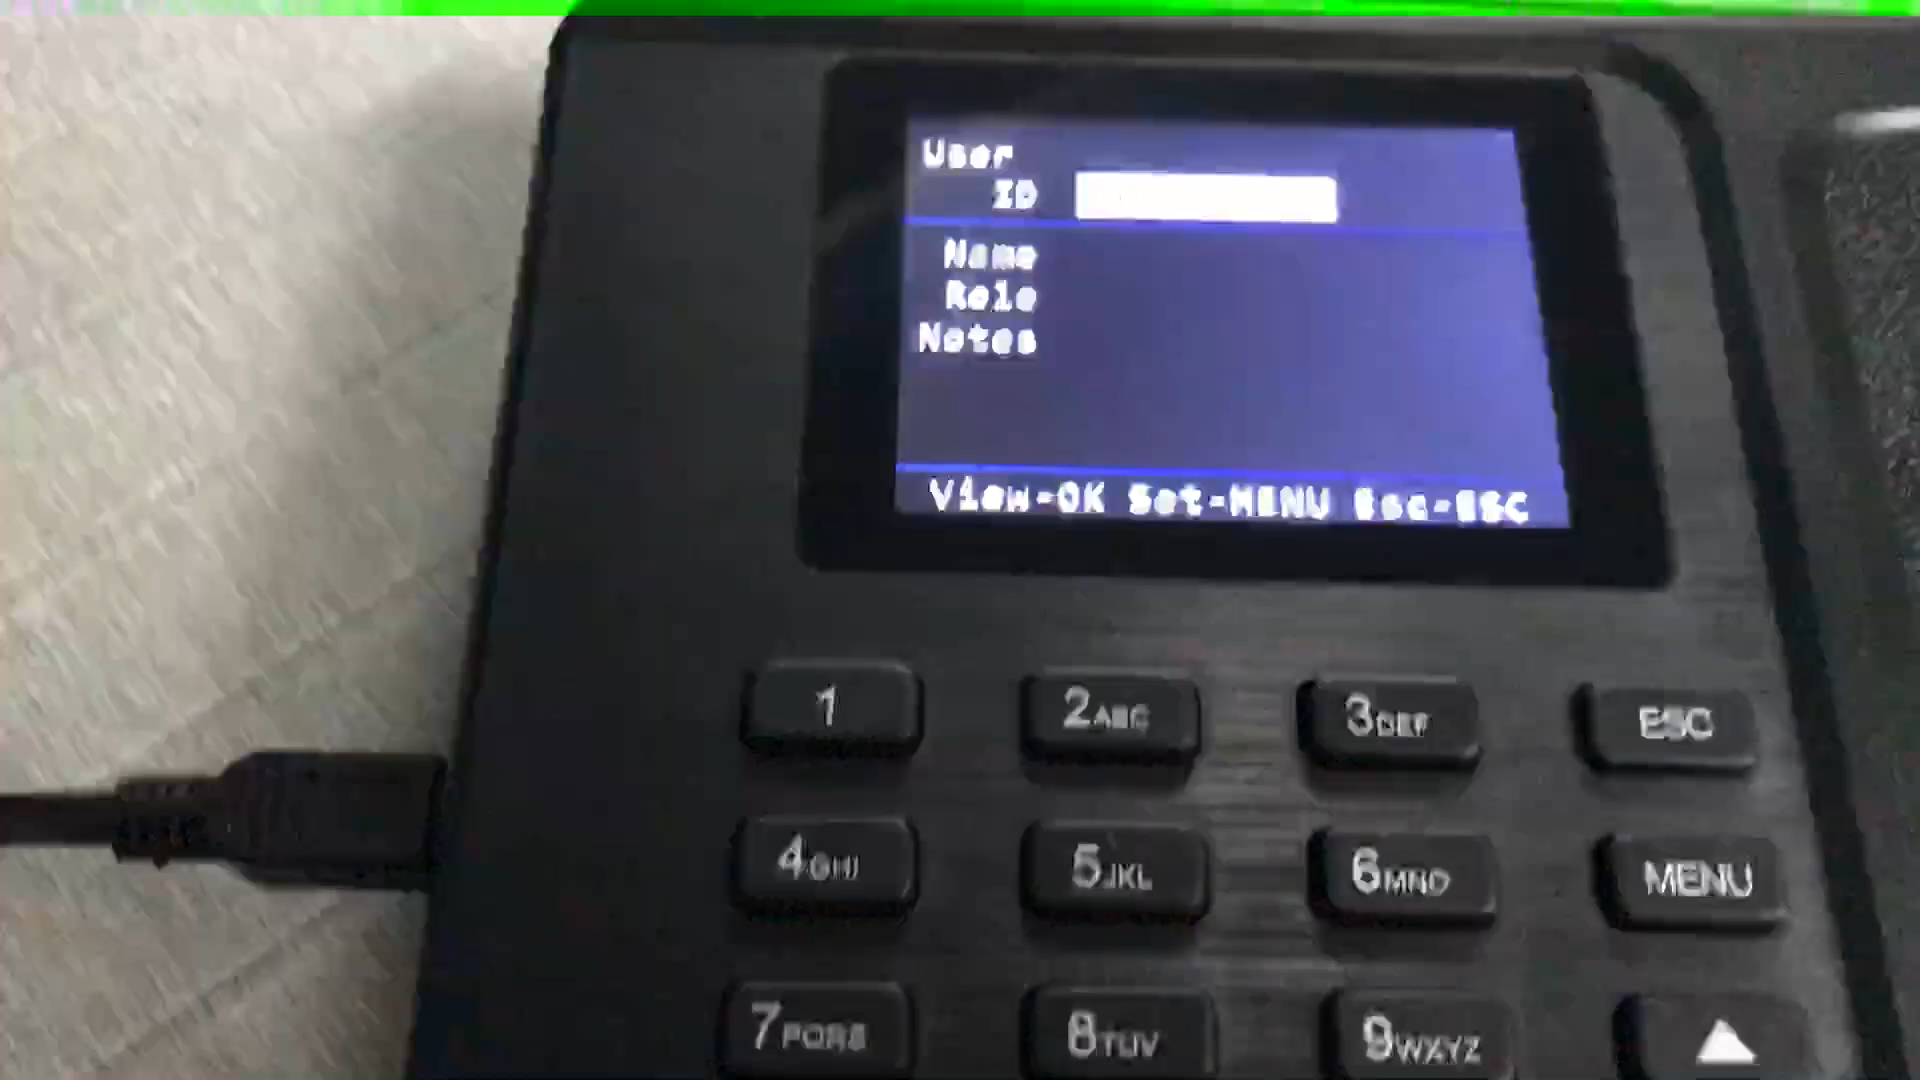 User
ID
Name
Role
Notes
View-OK Set-MENU Esc-ESC
1 2ABC 3DEF ESC
4GHI 5JKL 6MNO MENU
7PQRS 8TUV 9WXYZ